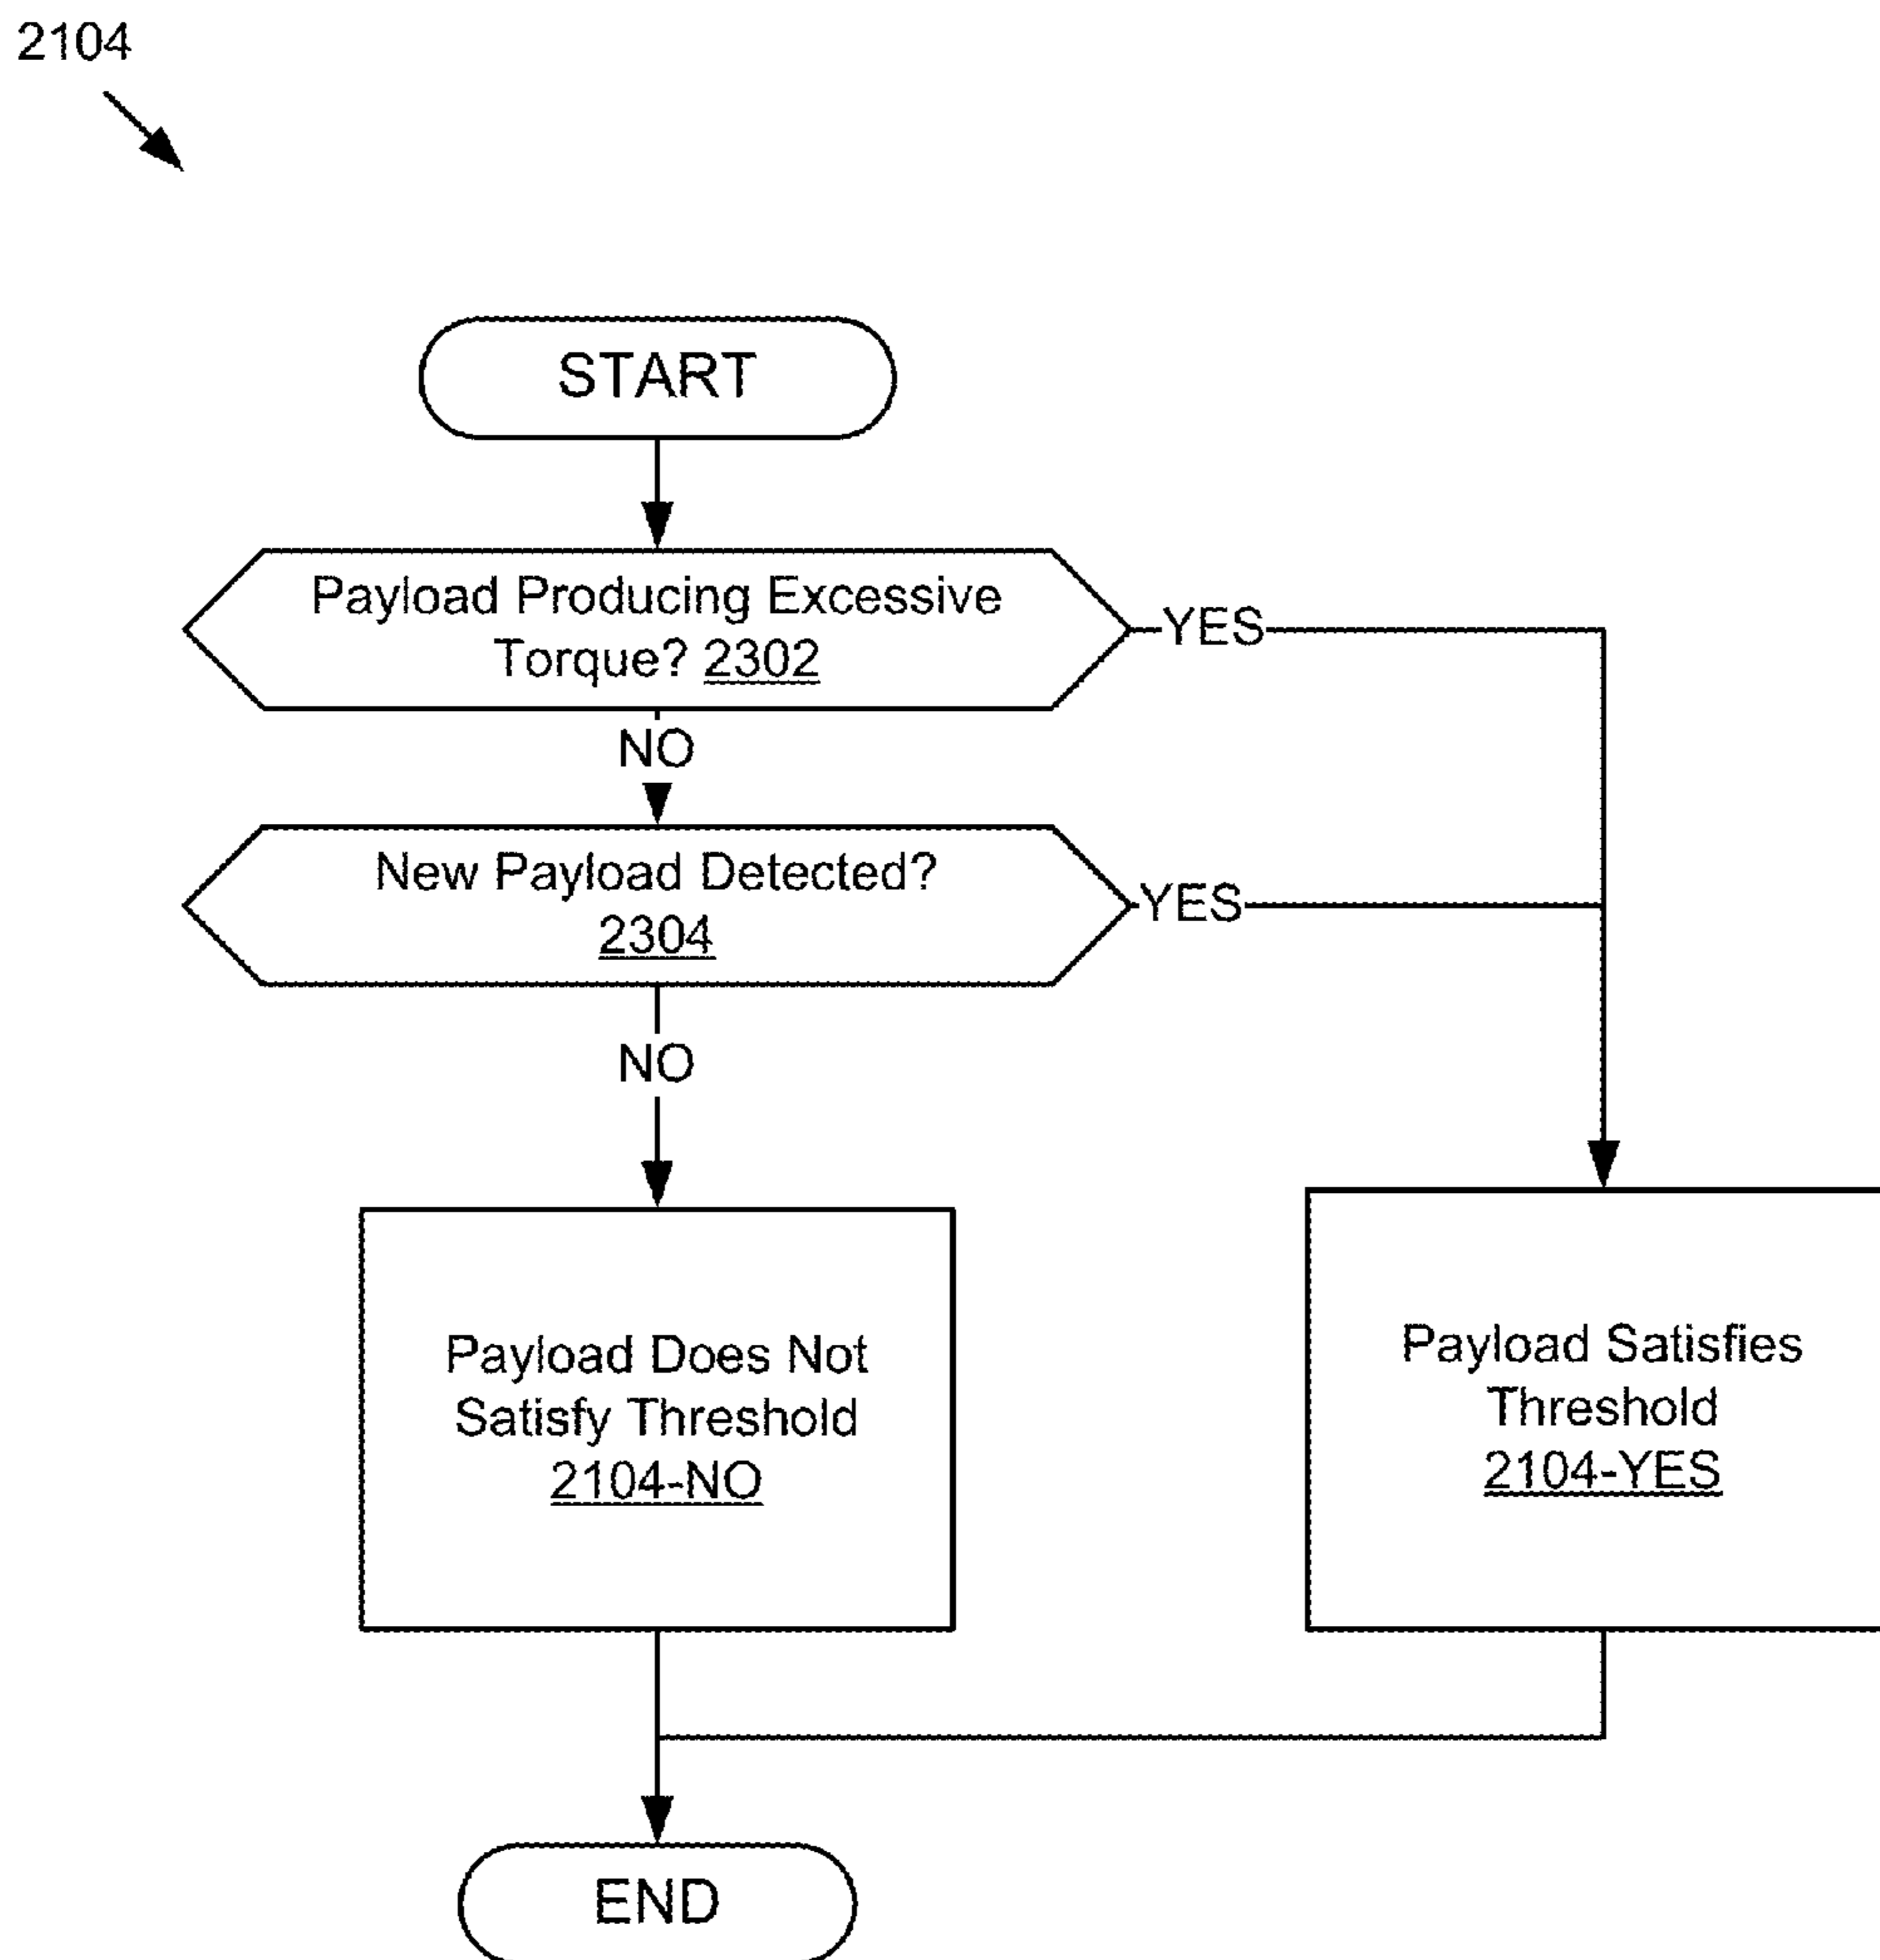 2104
START
Payload Producing Excessive
Torque? 2302
YES
NO
New Payload Detected?
2304
YES
NO
Payload Does Not
Satisfy Threshold
2104-NO
Payload Satisfies
Threshold
2104-YES
END